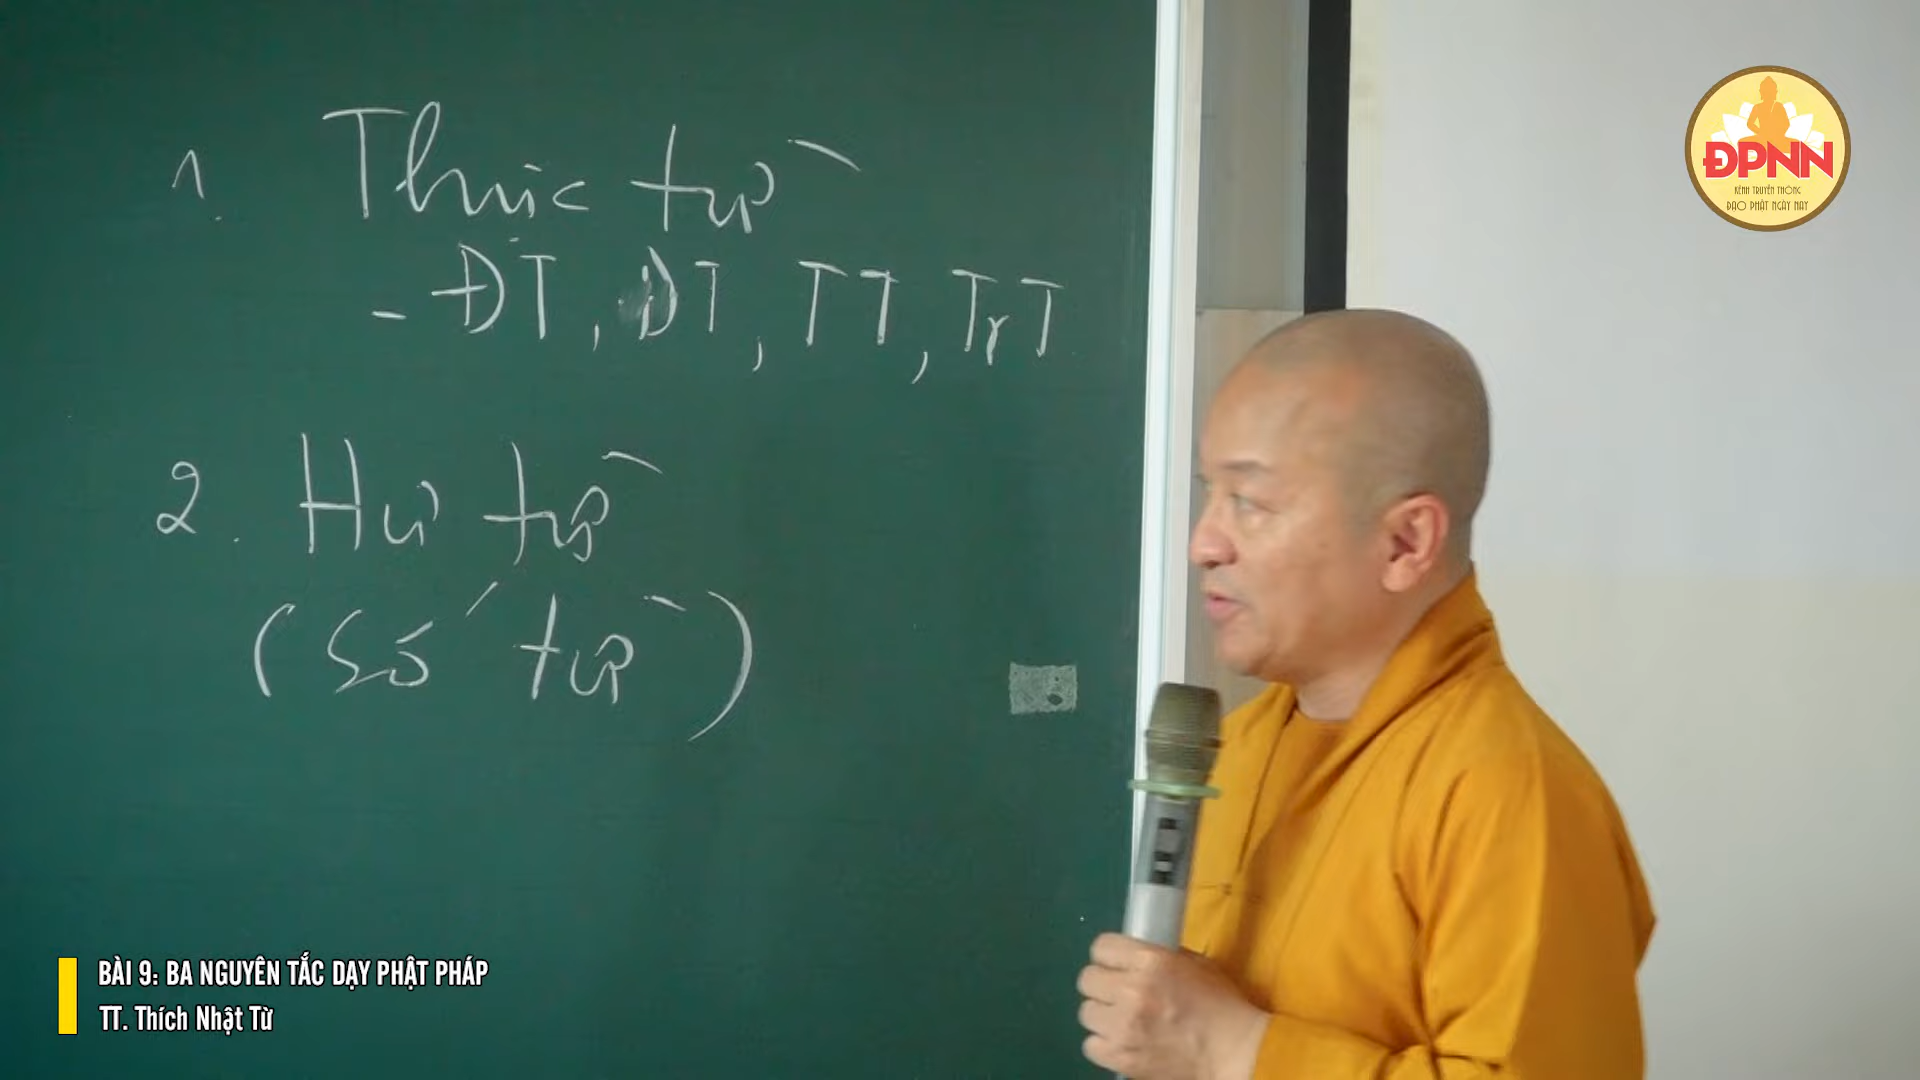 1. Thực từ
- ĐT, ĐT, TT, TrT
2. Hư từ
(Số từ)
ĐPNN
KÊNH TRUYỀN THÔNG
ĐẠO PHẬT NGÀY NAY
BÀI 9: BA NGUYÊN TẮC DẠY PHẬT PHÁP
TT. Thích Nhật Từ